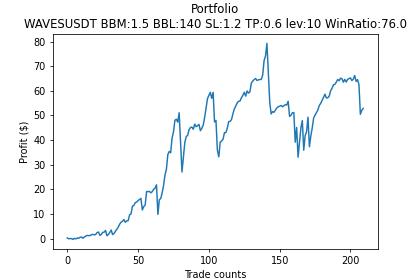 Portfolio
WAVESUSDT BBM:1.5 BBL:140 SL:1.2 TP:0.6 lev:10 WinRatio:76.0
80
70
60
50
40
30
20
10
0
Profit ($)
0 50 100 150 200
Trade counts